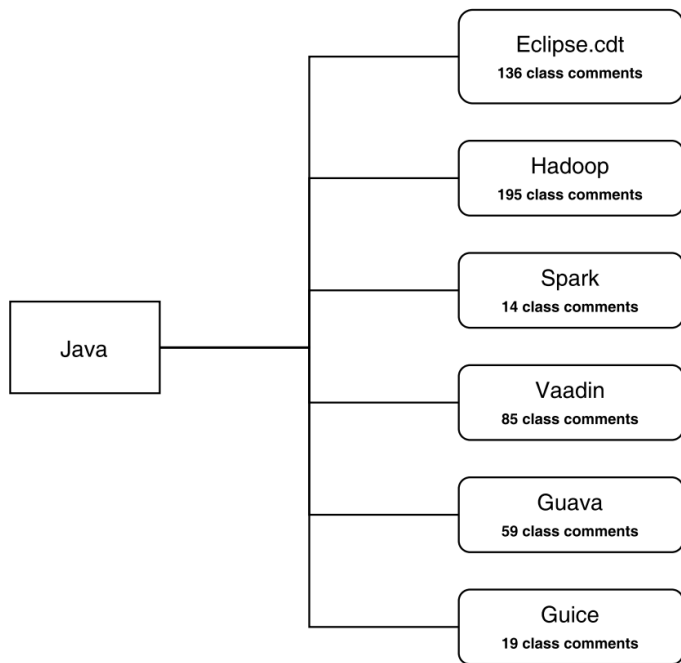 Eclipse.cdt
136 class comments
Hadoop
195 class comments
Spark
14 class comments
Java
Vaadin
85 class comments
Guava
59 class comments
Guice
19 class comments